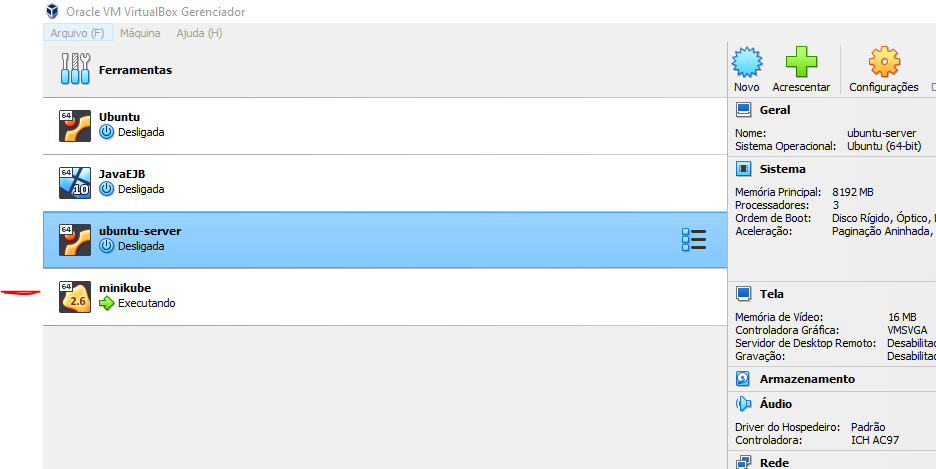 Oracle VM VirtualBox Gerenciador
Arquivo (F) Máquina Ajuda (H)
Ferramentas
64
Ubuntu
Desligada
64
10
JavaEJB
Desligada
64
ubuntu-server
Desligada
64
2.6
minikube
Executando
Novo Acrescentar Configurações
Geral
Nome: ubuntu-server
Sistema Operacional: Ubuntu (64-bit)
Sistema
Memória Principal: 8192 MB
Processadores: 3
Ordem de Boot: Disco Rígido, Óptico,
Aceleração: Paginação Aninhada,
Tela
Memória de Vídeo: 16 MB
Controladora Gráfica: VMSVGA
Servidor de Desktop Remoto: Desabilitad
Gravação: Desabilitad
Armazenamento
Áudio
Driver do Hospedeiro: Padrão
Controladora: ICH AC97
Rede